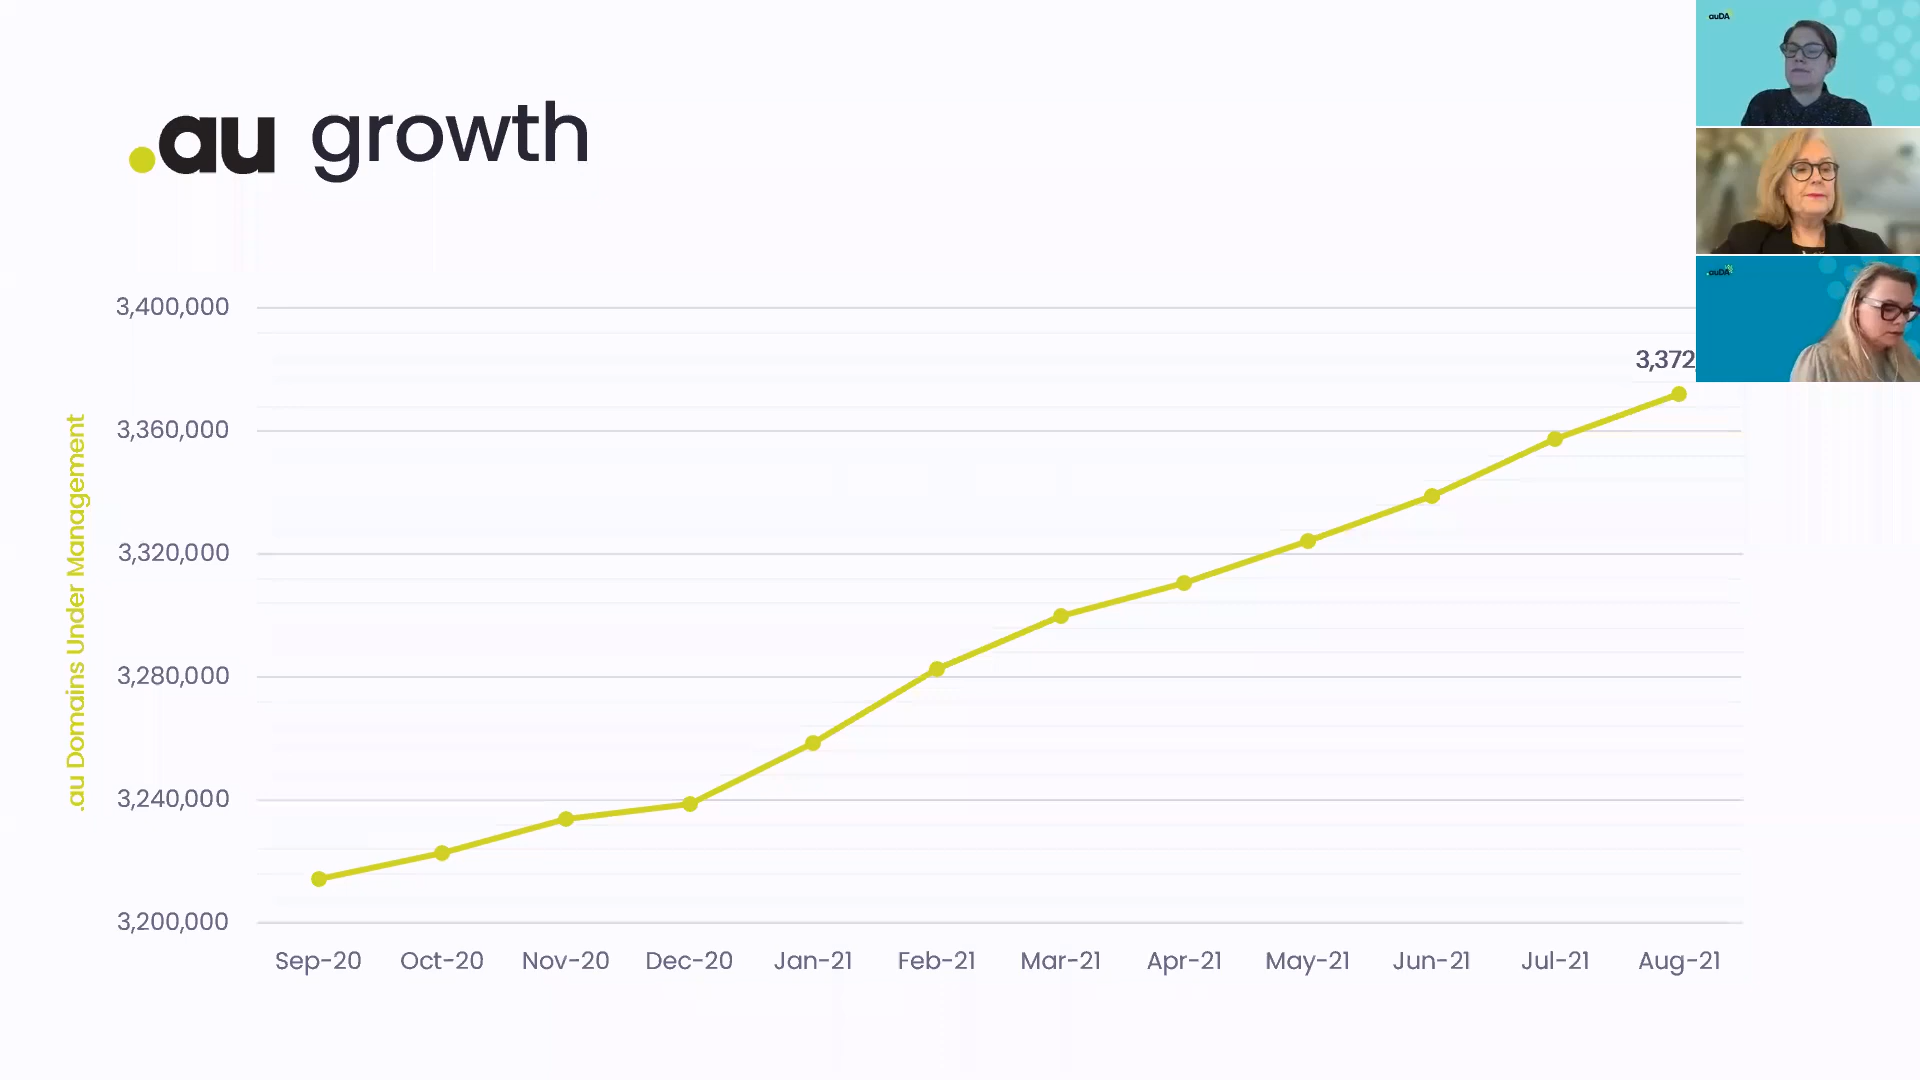 .au growth
auDA
auDA
3,400,000
3,372,
3,360,000
3,320,000
3,280,000
3,240,000
3,200,000
.au Domains Under Management
Sep-20 Oct-20 Nov-20 Dec-20 Jan-21 Feb-21 Mar-21 Apr-21 May-21 Jun-21 Jul-21 Aug-21